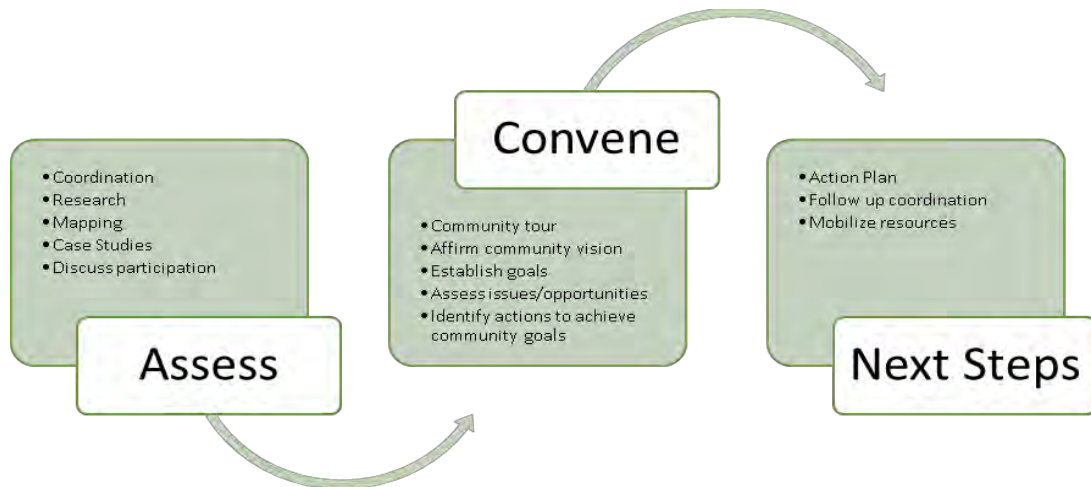 • Coordination
• Research
• Mapping
• Case Studies
• Discuss participation
Assess
Convene
• Community tour
• Affirm community vision
• Establish goals
• Assess issues/opportunities
• Identify actions to achieve
community goals
• Action Plan
• Follow up coordination
• Mobilize resources
Next Steps